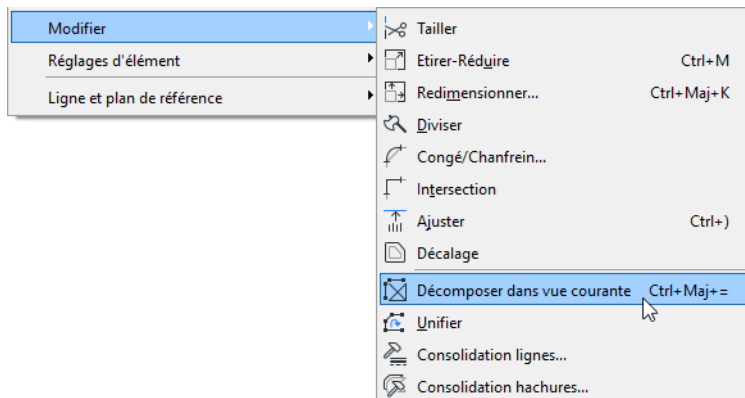 Modifier
Réglages d'élément
Ligne et plan de référence
Tailler
Etirer-Réduire Ctrl+M
Redimensionner... Ctrl+Maj+K
Diviser
Congé/Chanfrein...
Intersection
Ajuster Ctrl+)
Décalage
Décomposer dans vue courante Ctrl+Maj+=
Unifier
Consolidation lignes...
Consolidation hachures...